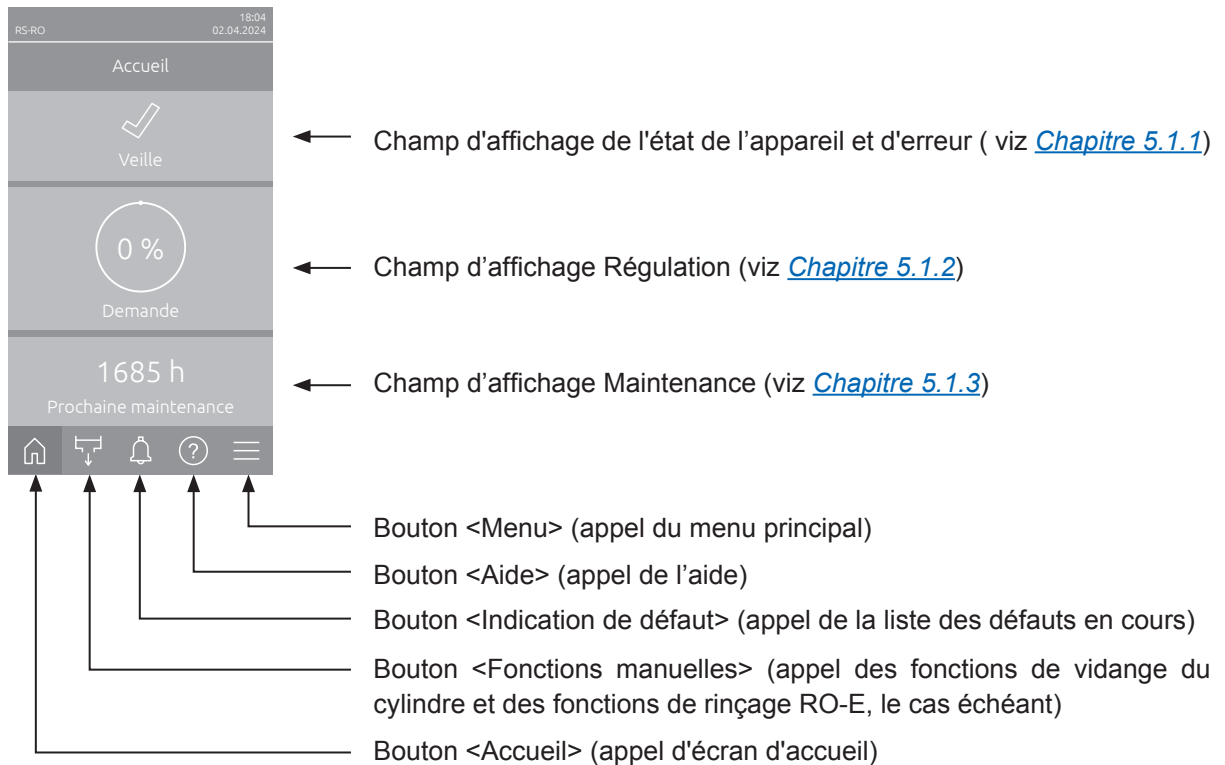 18:04
RS-RO 02.04.2024
Accueil
Veille
Champ d'affichage de l'état de l’appareil et d'erreur ( viz Chapitre 5.1.1)
0 %
Demande
Champ d’affichage Régulation (viz Chapitre 5.1.2)
1685 h
Prochaine maintenance
Champ d’affichage Maintenance (viz Chapitre 5.1.3)
?
Bouton <Menu> (appel du menu principal)
Bouton <Aide> (appel de l’aide)
Bouton <Indication de défaut> (appel de la liste des défauts en cours)
Bouton <Fonctions manuelles> (appel des fonctions de vidange du
cylindre et des fonctions de rinçage RO-E, le cas échéant)
Bouton <Accueil> (appel d'écran d'accueil)